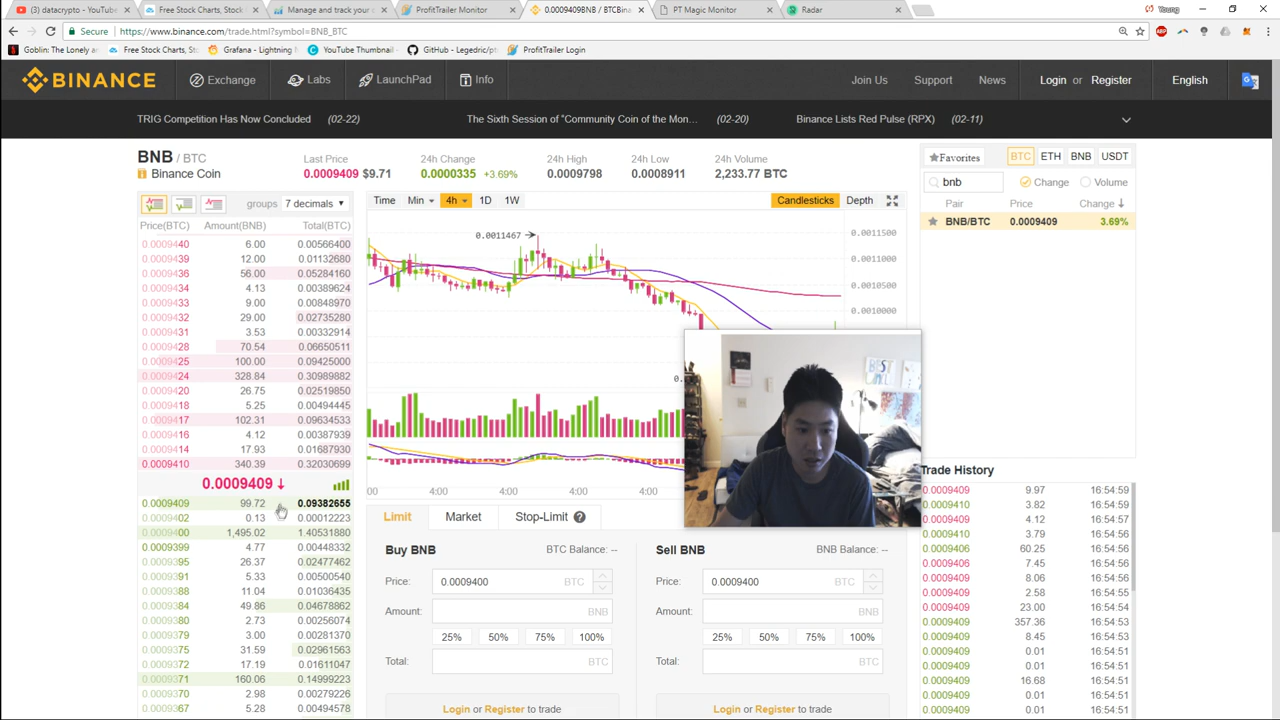 (3) datacrypto - YouTu
Free Stock Charts, Stock
Manage and track your c
ProfitTrailer Monitor
0.0009409BNB / BTCBinan
PT Magic Monitor
Radar
Young
Secure
https://www.binance.com/trade.html?symbol=BNB_BTC
Goblin: The Lonely an
Free Stock Charts, Sto
Grafana - Lightning
YouTube Thumbnail
GitHub - Legedric/pt
ProfitTrailer Login
BINANCE
Exchange
Labs
LaunchPad
Info
Join Us
Support
News
Login or Register
English
TRIG Competition Has Now Concluded (02-22)
The Sixth Session of "Community Coin of the Mon... (02-20)
Binance Lists Red Pulse (RPX) (02-11)
BNB / BTC
Binance Coin
Last Price
0.0009409 $9.71
24h Change
0.0000335 +3.69%
24h High
0.0009798
24h Low
0.0008911
24h Volume
2,233.77 BTC
groups 7 decimals
Price(BTC) Amount(BNB) Total(BTC)
0.0009440 6.00 0.00566400
0.0009439 12.00 0.01132680
0.0009436 56.00 0.05284160
0.0009434 4.13 0.00389624
0.0009433 9.00 0.00848970
0.0009432 29.00 0.02735280
0.0009431 3.53 0.00332914
0.0009428 70.54 0.06650511
0.0009425 100.00 0.09425000
0.0009424 328.84 0.30989882
0.0009420 26.75 0.02519850
0.0009418 5.25 0.00494445
0.0009417 102.31 0.09634533
0.0009416 4.12 0.00387939
0.0009414 17.93 0.01687930
0.0009410 340.39 0.32030699
0.0009409 ↓
0.0009409 99.72 0.09382655
0.0009402 0.13 0.00012223
0.0009400 1,495.02 1.40531880
0.0009399 4.77 0.00448332
0.0009395 26.37 0.02477462
0.0009391 5.33 0.00500540
0.0009388 11.04 0.01036435
0.0009384 49.86 0.04678862
0.0009380 2.73 0.00256074
0.0009379 3.00 0.00281370
0.0009375 31.59 0.02961563
0.0009372 17.19 0.01611047
0.0009371 160.06 0.14999223
0.0009370 2.98 0.00279226
0.0009367 5.28 0.00494578
Time Min 4h 1D 1W
Candlesticks Depth
0.0011467
0.0011500
0.0011000
0.0010500
0.0010000
00 4:00 4:00 4:00 4:00
Limit
Market
Stop-Limit
Buy BNB
BTC Balance: --
Price: 0.0009400 BTC
Amount: BNB
25% 50% 75% 100%
Total: BTC
Login or Register to trade
Sell BNB
BNB Balance: --
Price: 0.0009400 BTC
Amount: BNB
25% 50% 75% 100%
Total: BTC
Login or Register to trade
Favorites
BTC ETH BNB USDT
bnb
Change Volume
Pair Price Change
BNB/BTC 0.0009409 3.69%
Trade History
0.0009409 9.97 16:54:59
0.0009410 3.82 16:54:59
0.0009409 4.12 16:54:57
0.0009410 3.79 16:54:56
0.0009406 60.25 16:54:56
0.0009406 7.45 16:54:56
0.0009409 8.06 16:54:56
0.0009409 2.58 16:54:55
0.0009409 23.00 16:54:54
0.0009409 357.36 16:54:53
0.0009409 8.45 16:54:53
0.0009409 0.01 16:54:53
0.0009409 0.01 16:54:52
0.0009409 16.68 16:54:51
0.0009409 0.01 16:54:51
0.0009409 0.01 16:54:51